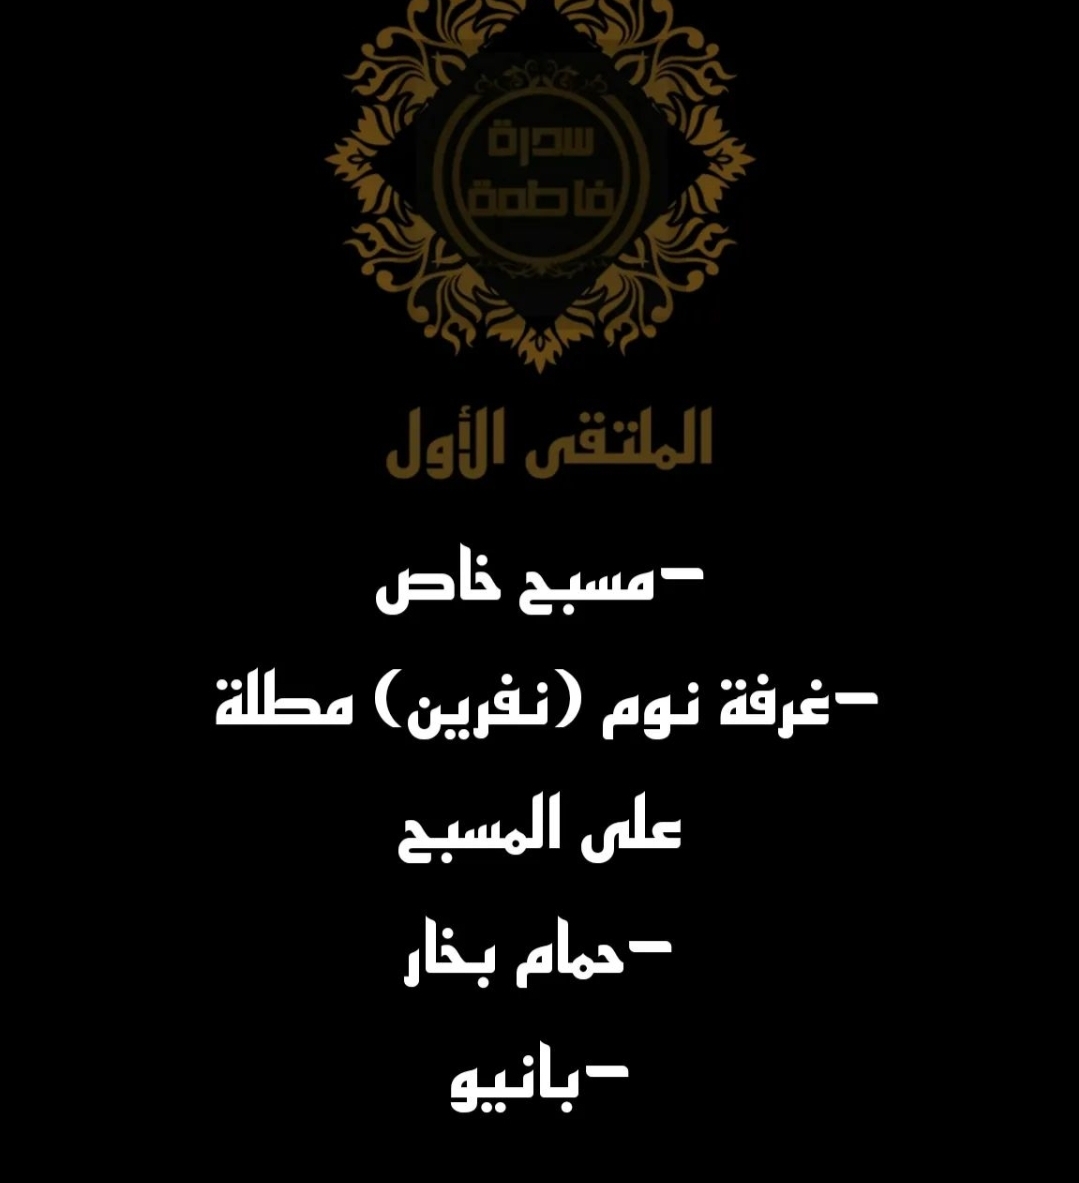 سدرة
فاطمة
الملتقى الأول
-مسبح خاص
-غرفة نوم (نفرين) مطلة
على المسبح
-حمام بخار
-بانيو